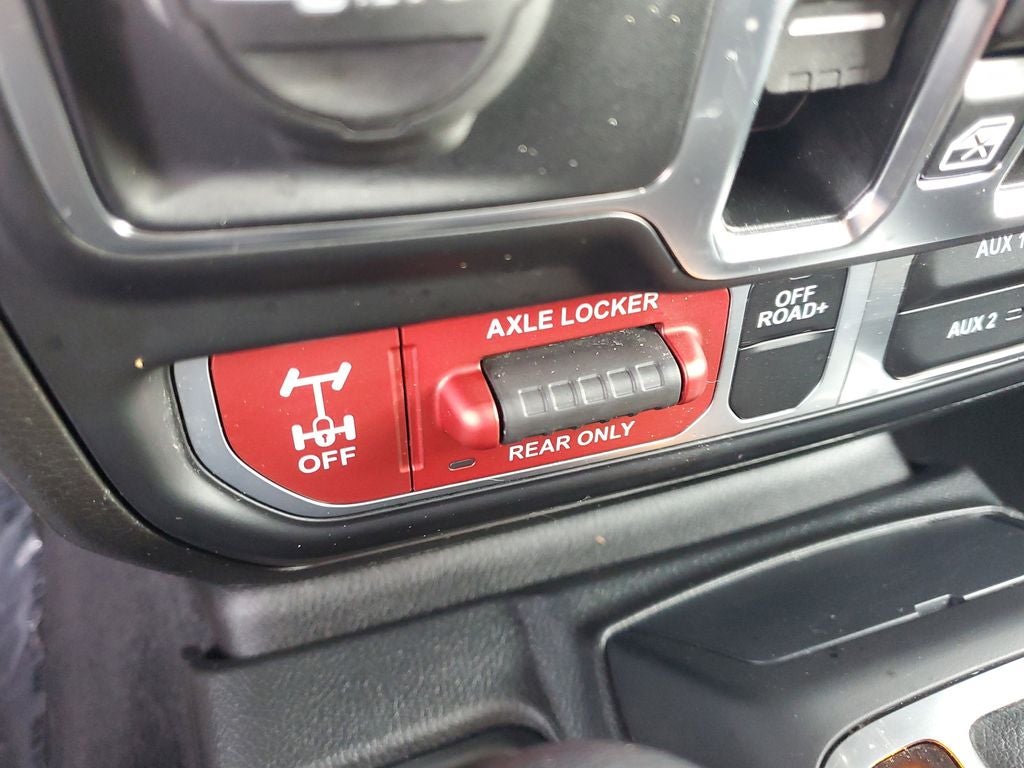 AXLE LOCKER
REAR ONLY
OFF
OFF
ROAD+
AUX 1
AUX 2